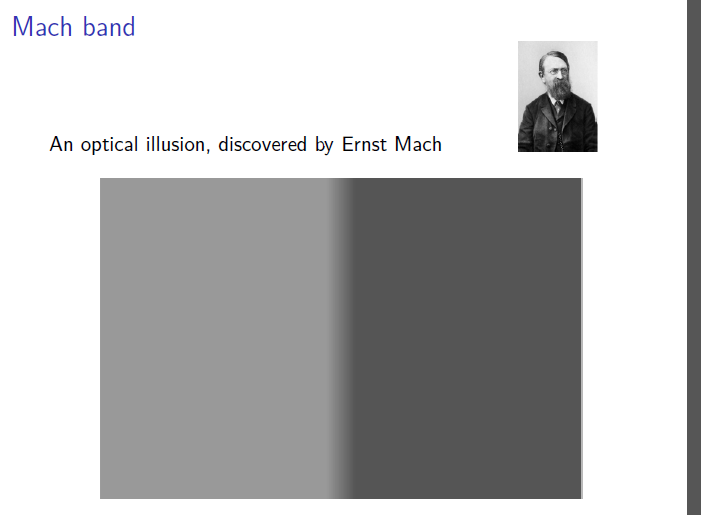 Mach band
An optical illusion, discovered by Ernst Mach